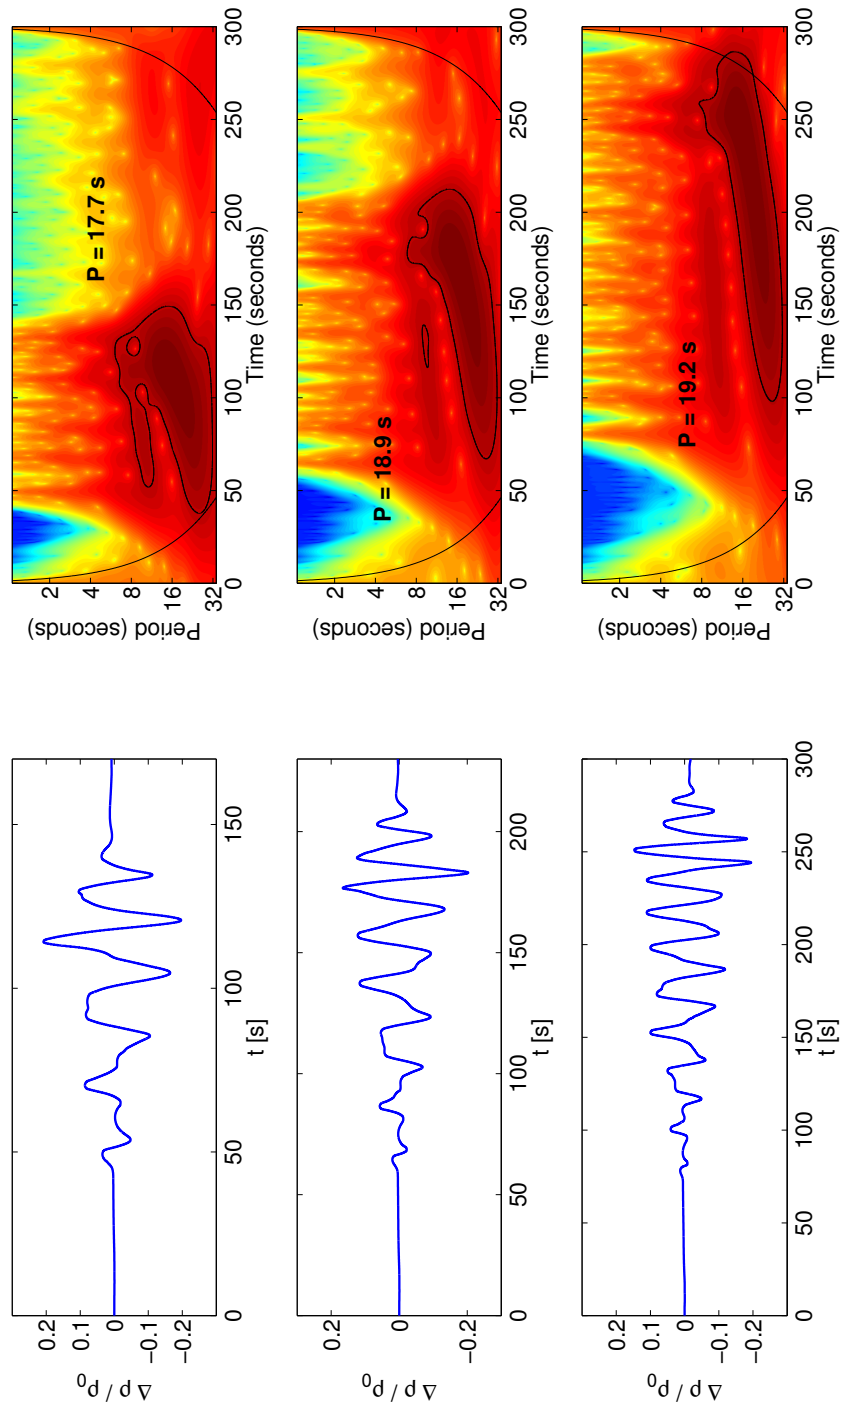 Δ ρ / ρ0
0.2
0.1
0
−0.1
−0.2
0 50 100 150
t [s]
Period (seconds)
2
4
8
16
32
P = 17.7 s
0 50 100 150 200 250 300
Time (seconds)
Δ ρ / ρ0
0.2
0
−0.2
0 50 100 150 200
t [s]
Period (seconds)
2
4
8
16
32
P = 18.9 s
0 50 100 150 200 250 300
Time (seconds)
Δ ρ / ρ0
0.2
0.1
0
−0.1
−0.2
0 50 100 150 200 250 300
t [s]
Period (seconds)
2
4
8
16
32
P = 19.2 s
0 50 100 150 200 250 300
Time (seconds)